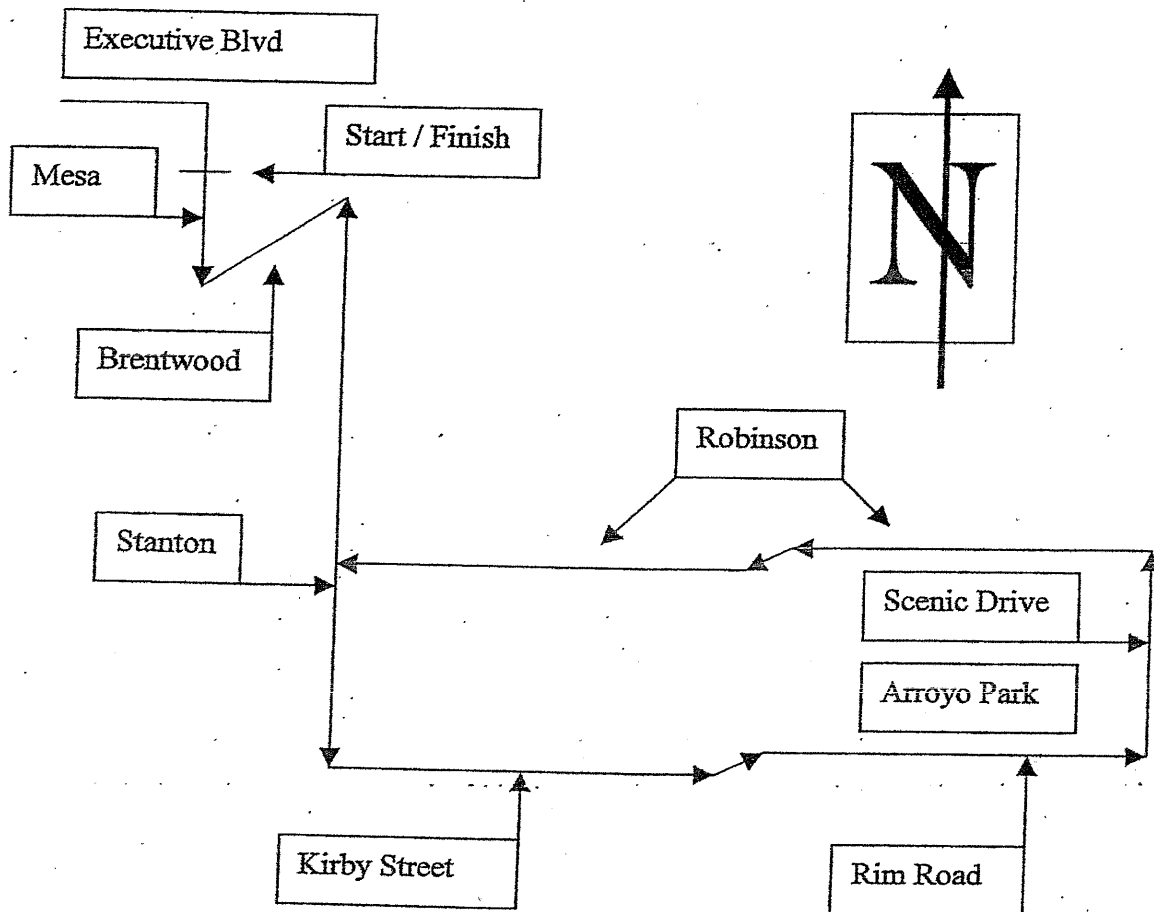 Executive Blvd
Start / Finish
Mesa
N
Brentwood
Robinson
Stanton
Scenic Drive
Arroyo Park
Kirby Street
Rim Road